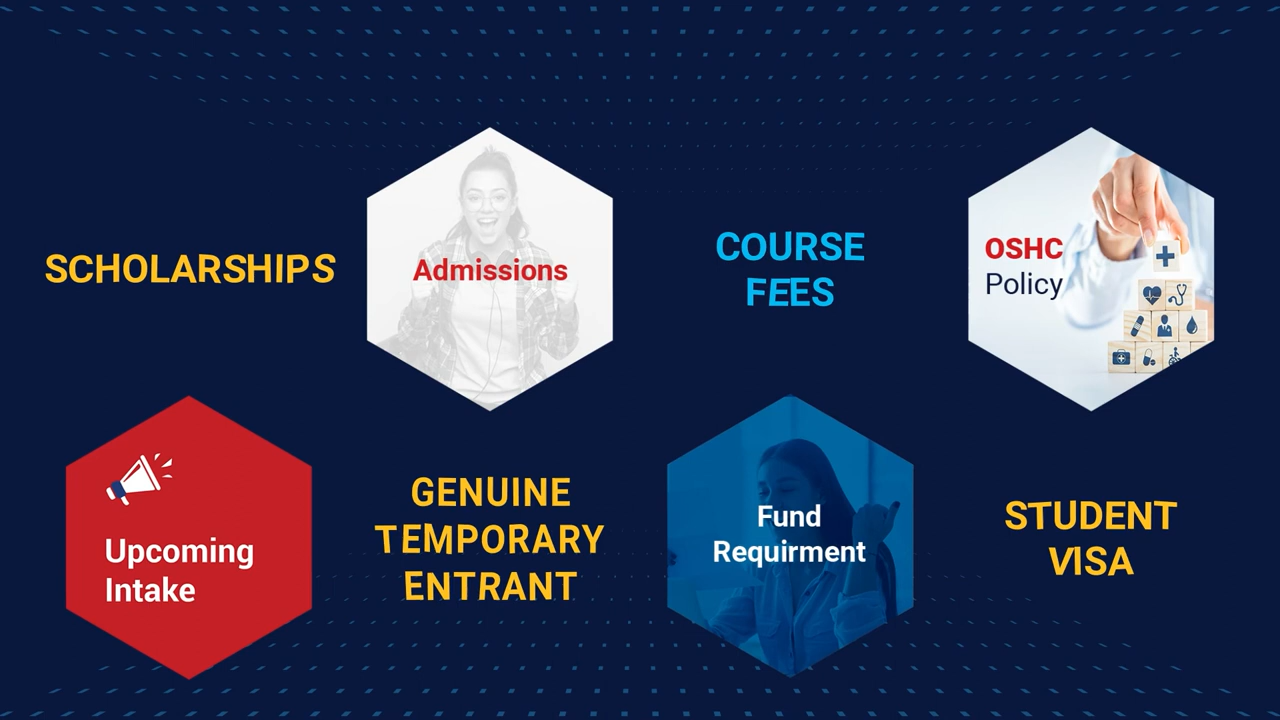 SCHOLARSHIPS
Admissions
COURSE
FEES
OSHC
Policy
Upcoming
Intake
GENUINE
TEMPORARY
ENTRANT
Fund
Requirment
STUDENT
VISA